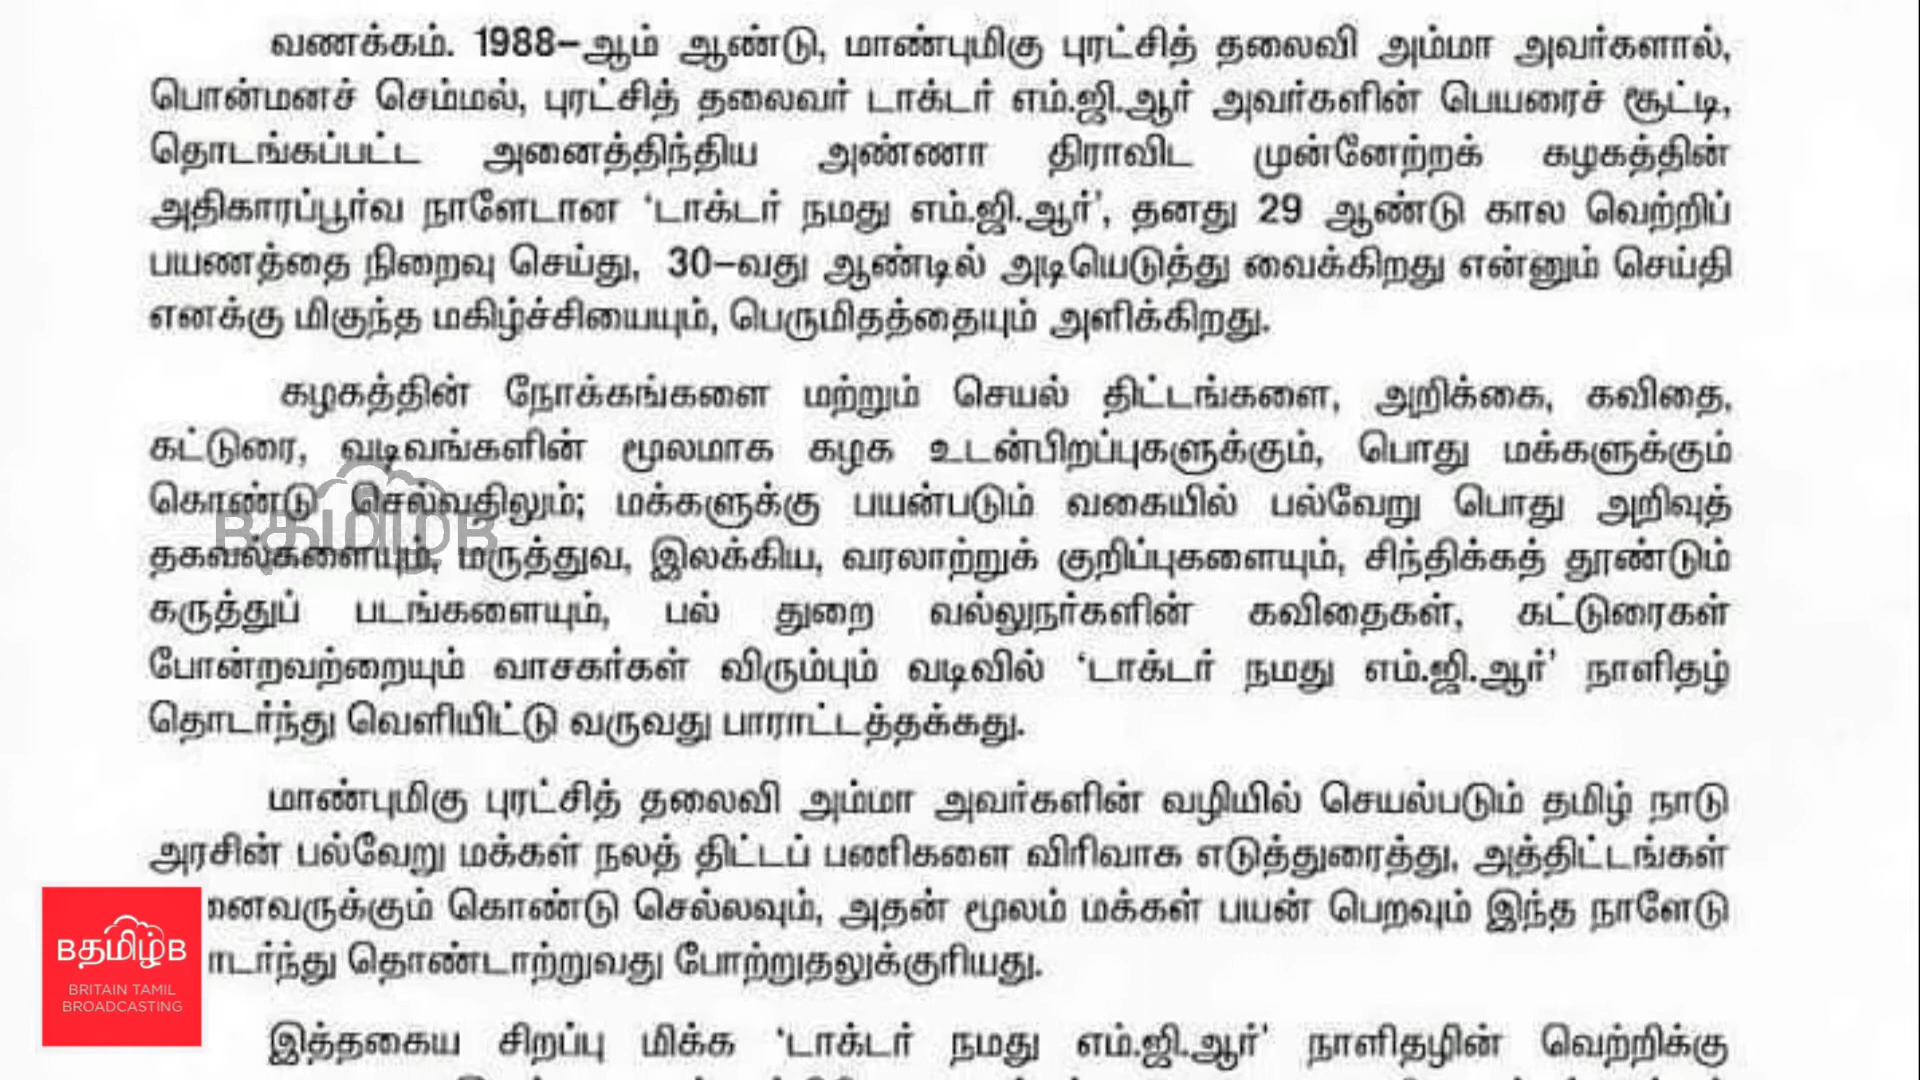 வணக்கம். 1988-ஆம் ஆண்டு, மாண்புமிகு புரட்சித் தலைவி அம்மா அவர்களால்,
பொன்மனச் செம்மல், புரட்சித் தலைவர் டாக்டர் எம்.ஜி.ஆர் அவர்களின் பெயரைச் சூட்டி,
தொடங்கப்பட்ட அனைத்திந்திய அண்ணா திராவிட முன்னேற்றக் கழகத்தின்
அதிகாரப்பூர்வ நாளேடான ‘டாக்டர் நமது எம்.ஜி.ஆர்’, தனது 29 ஆண்டு கால வெற்றிப்
பயணத்தை நிறைவு செய்து, 30-வது ஆண்டில் அடியெடுத்து வைக்கிறது என்னும் செய்தி
எனக்கு மிகுந்த மகிழ்ச்சியையும், பெருமிதத்தையும் அளிக்கிறது.
கழகத்தின் நோக்கங்களை மற்றும் செயல் திட்டங்களை, அறிக்கை, கவிதை,
கட்டுரை, வடிவங்களின் மூலமாக கழக உடன்பிறப்புகளுக்கும், பொது மக்களுக்கும்
கொண்டு செல்வதிலும்; மக்களுக்கு பயன்படும் வகையில் பல்வேறு பொது அறிவுத்
தகவல்களையும், மருத்துவ, இலக்கிய, வரலாற்றுக் குறிப்புகளையும், சிந்திக்கத் தூண்டும்
கருத்துப் படங்களையும், பல் துறை வல்லுநர்களின் கவிதைகள், கட்டுரைகள்
போன்றவற்றையும் வாசகர்கள் விரும்பும் வடிவில் ‘டாக்டர் நமது எம்.ஜி.ஆர்’ நாளிதழ்
தொடர்ந்து வெளியிட்டு வருவது பாராட்டத்தக்கது.
மாண்புமிகு புரட்சித் தலைவி அம்மா அவர்களின் வழியில் செயல்படும் தமிழ் நாடு
அரசின் பல்வேறு மக்கள் நலத் திட்டப் பணிகளை விரிவாக எடுத்துரைத்து, அத்திட்டங்கள்
னைவருக்கும் கொண்டு செல்லவும், அதன் மூலம் மக்கள் பயன் பெறவும் இந்த நாளேடு
ாடர்ந்து தொண்டாற்றுவது போற்றுதலுக்குரியது.
இத்தகைய சிறப்பு மிக்க ‘டாக்டர் நமது எம்.ஜி.ஆர்’ நாளிதழின் வெற்றிக்கு
Bதமிழ்B
Bதமிழ்B
BRITAIN TAMIL
BROADCASTING